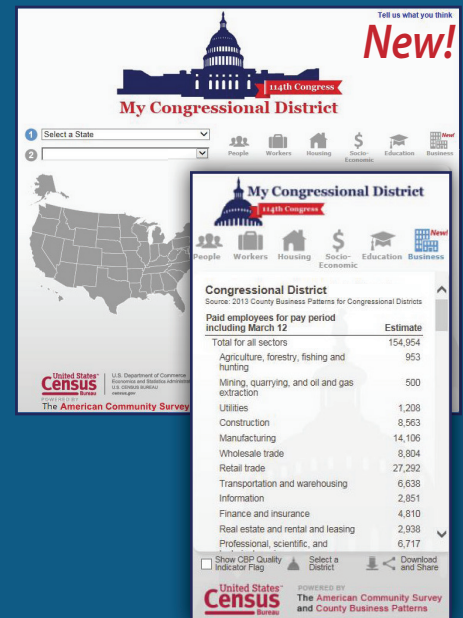 Tell us what you think
New!
114th Congress
My Congressional District
1 Select a State
2
People Workers Housing Socio-Economic Education Business New!
United States®
Census
Bureau
U.S. Department of Commerce
Economics and Statistics Administration
U.S. CENSUS BUREAU
census.gov
POWERED BY
The American Community Survey
My Congressional District
114th Congress
New!
People Workers Housing Socio- Education Business
Economic
Congressional District
Source: 2013 County Business Patterns for Congressional Districts
Paid employees for pay period
including March 12 Estimate
Total for all sectors 154,954
Agriculture, forestry, fishing and 953
hunting
Mining, quarrying, and oil and gas 500
extraction
Utilities 1,208
Construction 8,563
Manufacturing 14,106
Wholesale trade 8,804
Retail trade 27,292
Transportation and warehousing 6,638
Information 2,851
Finance and insurance 4,810
Real estate and rental and leasing 2,938
Professional, scientific, and 6,717
Show CBP Quality Select a Download
Indicator Flag District and Share
United States®
Census
Bureau
POWERED BY
The American Community Survey
and County Business Patterns